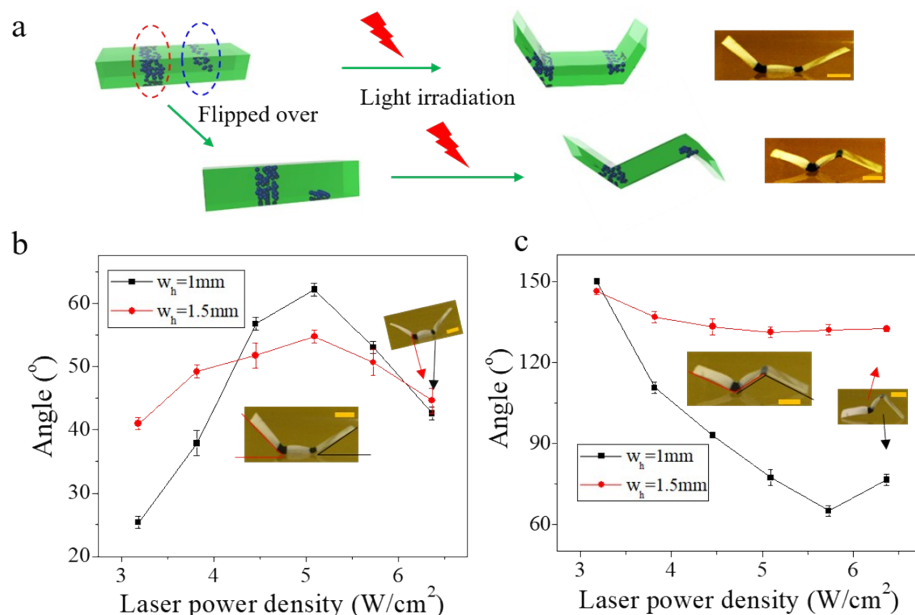 a
Flipped over
Light irradiation
b
w_h=1mm
w_h=1.5mm
60
50
40
30
20
Angle (°)
3 4 5 6
Laser power density (W/cm²)
c
150
120
90
60
Angle (°)
w_h=1mm
w_h=1.5mm
3 4 5 6
Laser power density (W/cm²)